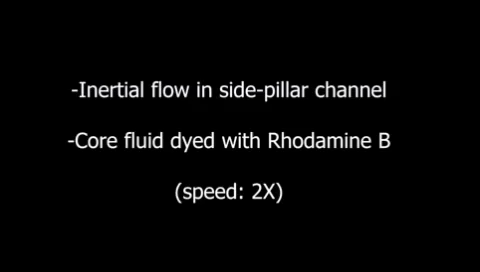 -Inertial flow in side-pillar channel
-Core fluid dyed with Rhodamine B
(speed: 2X)